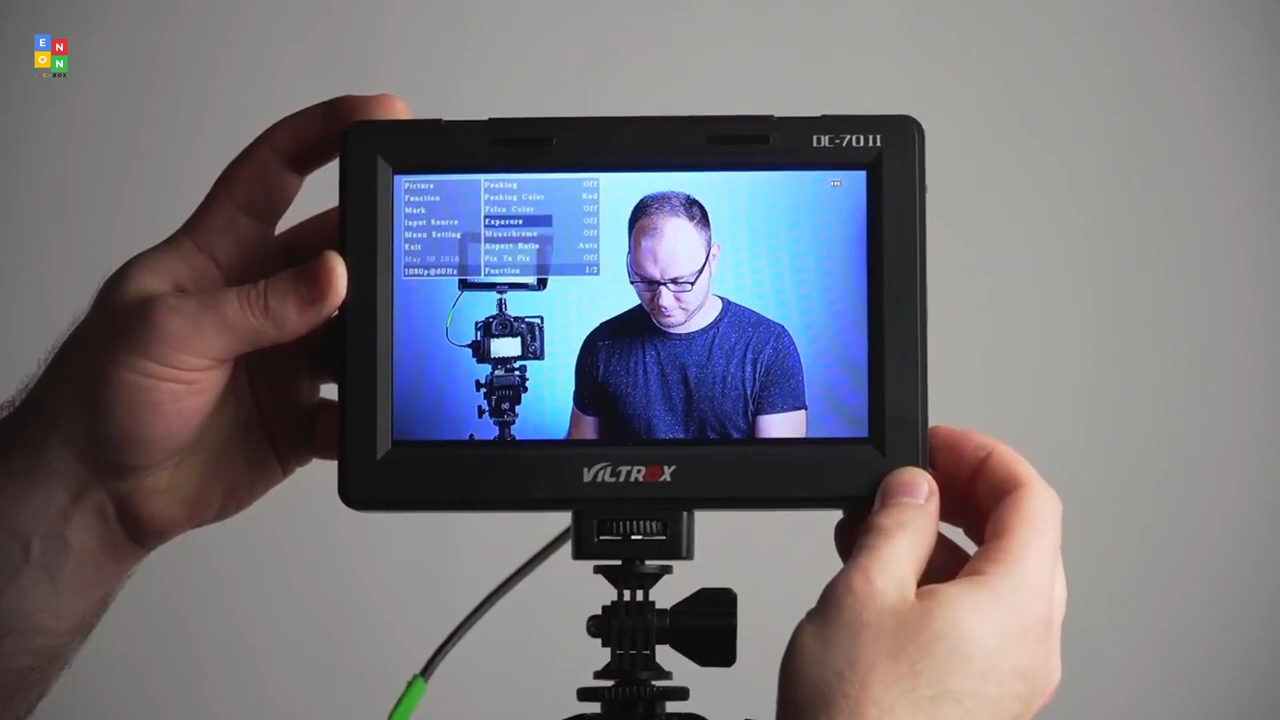 E N
O N
DC-70 II
Picture
Function
Mark
Input Source
Menu Setting
Exit
May 30 2018
1080p@60Hz
Peaking Off
Peaking Color Red
False Color Off
Exposure Off
Monochrome Off
Aspect Ratio Auto
Pix To Pix Off
Function 1/2
VILTROX